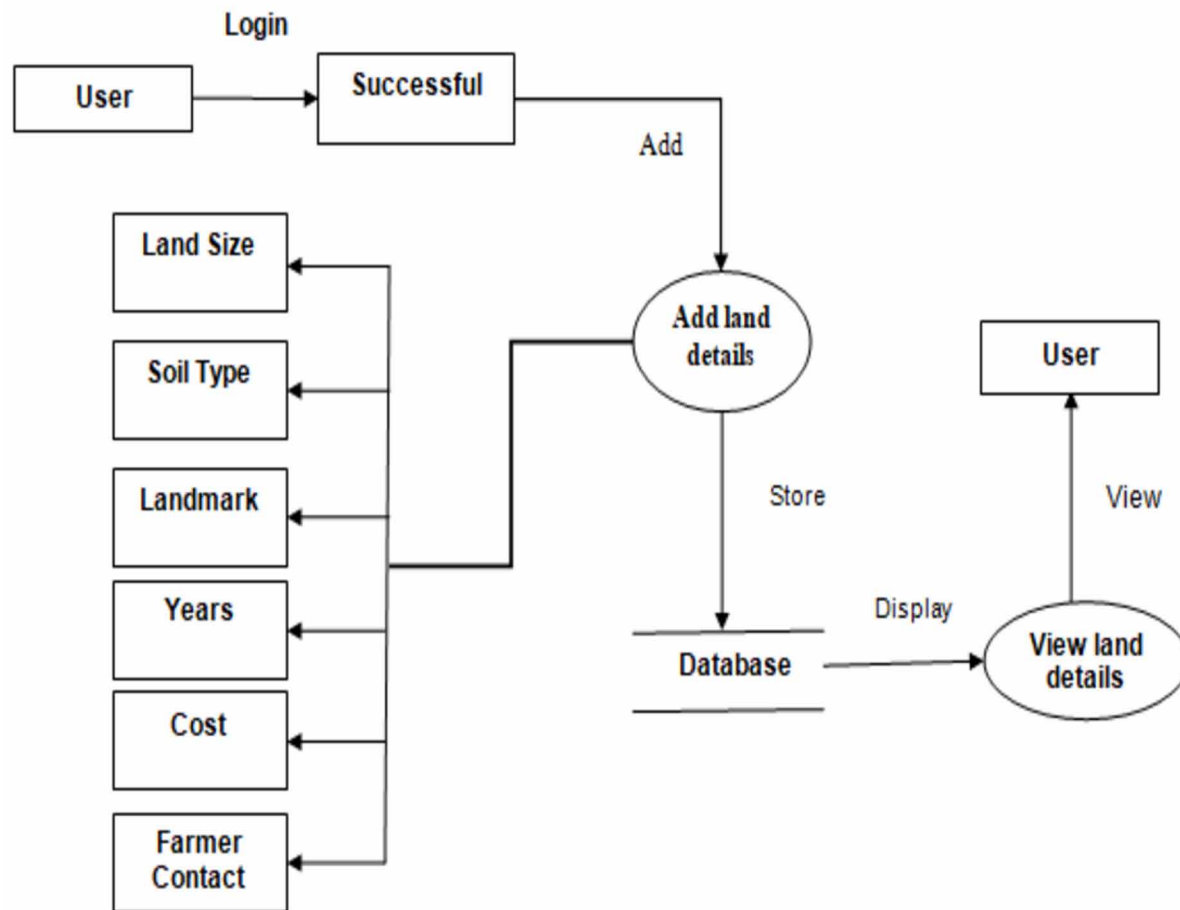 Login
User
Successful
Add
Land Size
Add land
details
User
Soil Type
Landmark
Store
View
Years
Display
Database
View land
details
Cost
Farmer
Contact